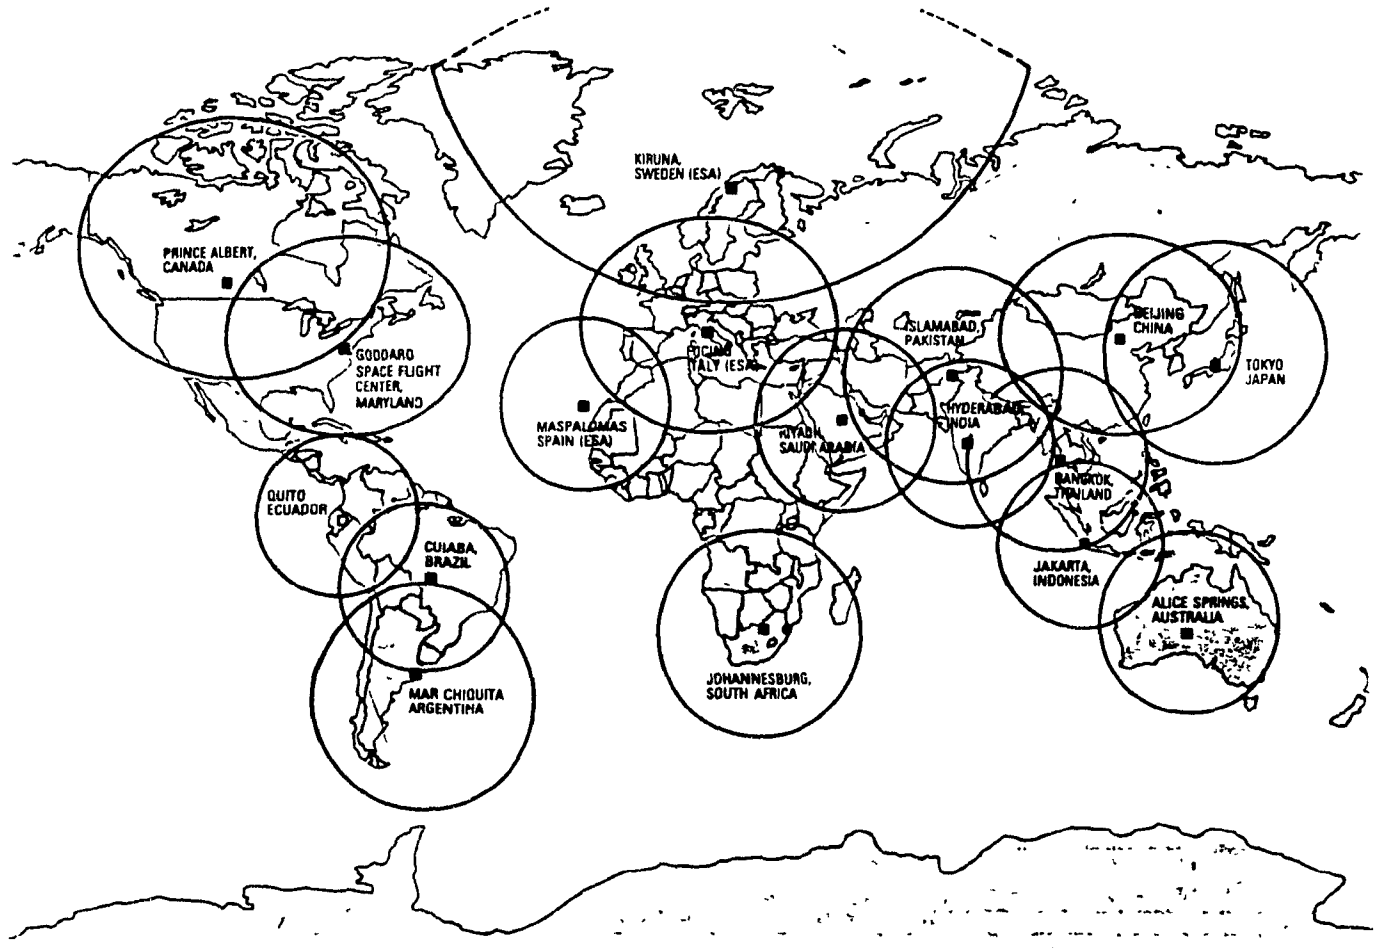 KIRUNA,
SWEDEN (ESA)
PRINCE ALBERT,
CANADA
GODDARD
SPACE FLIGHT
CENTER,
MARYLAND
ISLAMABAD,
PAKISTAN
BEIJING
CHINA
TOKYO
JAPAN
FUCINO
ITALY (ESA)
MASPALOMAS
SPAIN (ESA)
RIYADH,
SAUDI ARABIA
HYDERABAD,
INDIA
BANGKOK,
THAILAND
QUITO
ECUADOR
CUIABA,
BRAZIL
JAKARTA,
INDONESIA
ALICE SPRINGS,
AUSTRALIA
MAR CHIQUITA
ARGENTINA
JOHANNESBURG,
SOUTH AFRICA